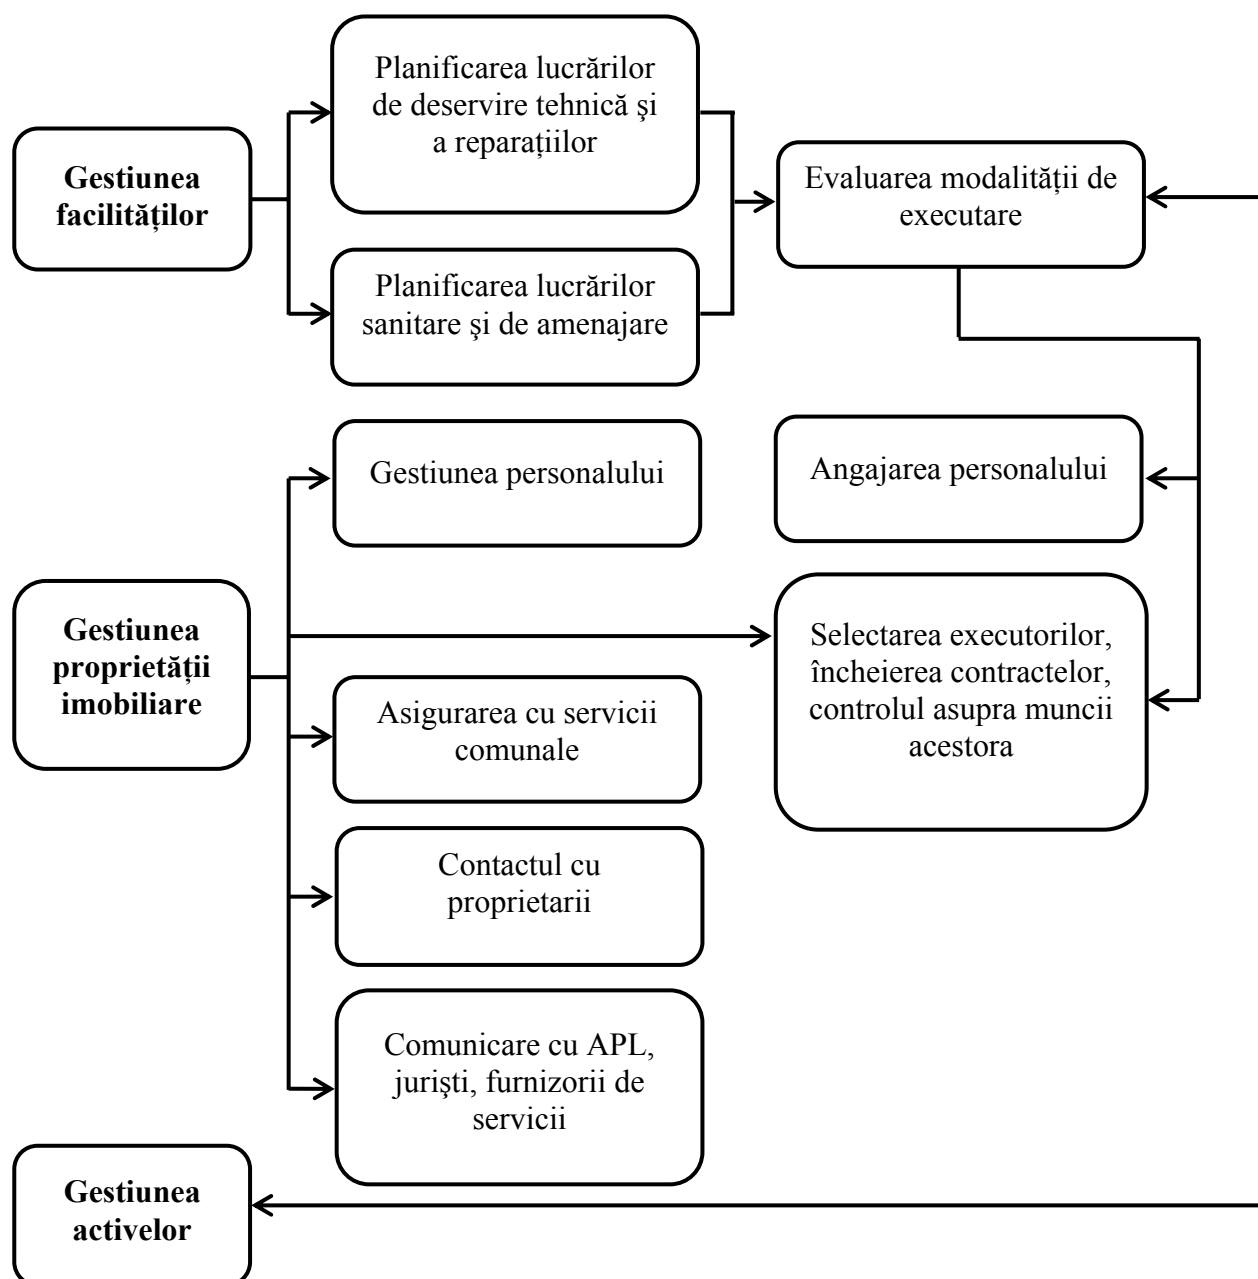 Planificarea lucrărilor
de deservire tehnică şi
a reparațiilor
Gestiunea
facilităților
Evaluarea modalității de
executare
Planificarea lucrărilor
sanitare şi de amenajare
Gestiunea personalului
Angajarea personalului
Gestiunea
proprietății
imobiliare
Selectarea executorilor,
încheierea contractelor,
controlul asupra muncii
acestora
Asigurarea cu servicii
comunale
Contactul cu
proprietarii
Comunicare cu APL,
jurişti, furnizorii de
servicii
Gestiunea
activelor